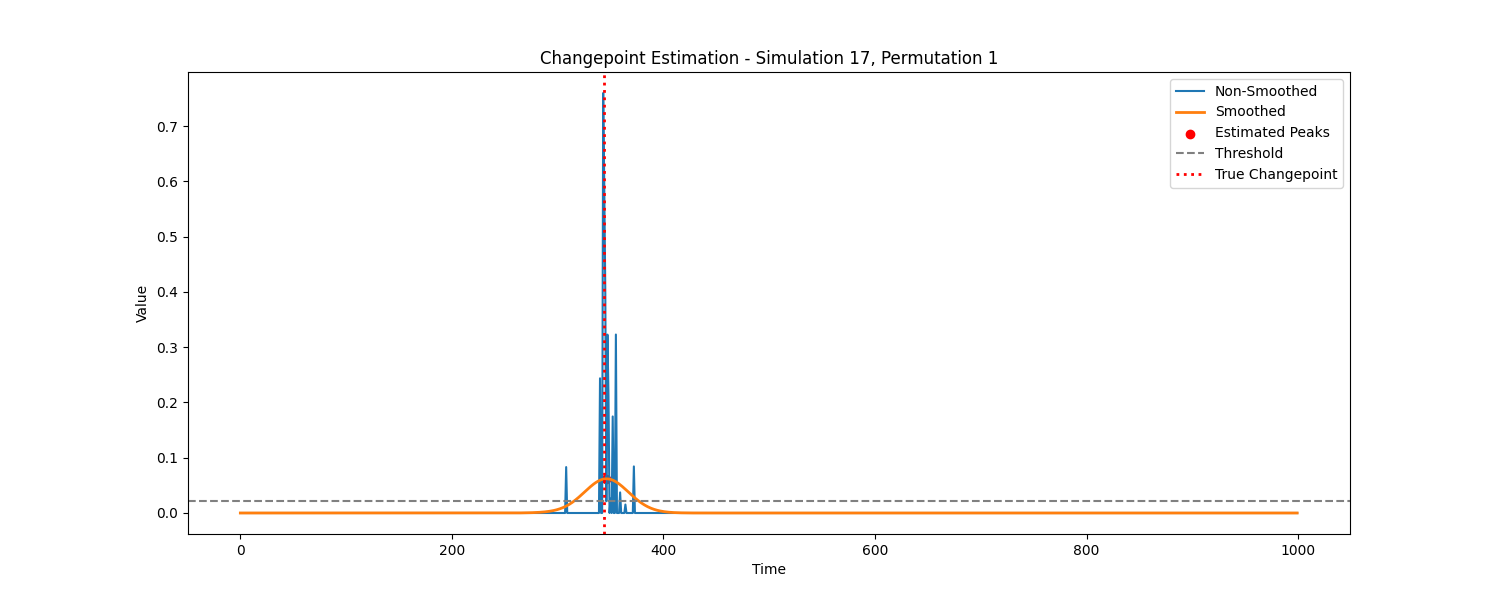 Changepoint Estimation - Simulation 17, Permutation 1
Non-Smoothed
Smoothed
Estimated Peaks
Threshold
True Changepoint
Value
0.7
0.6
0.5
0.4
0.3
0.2
0.1
0.0
0
200
400
600
800
1000
Time